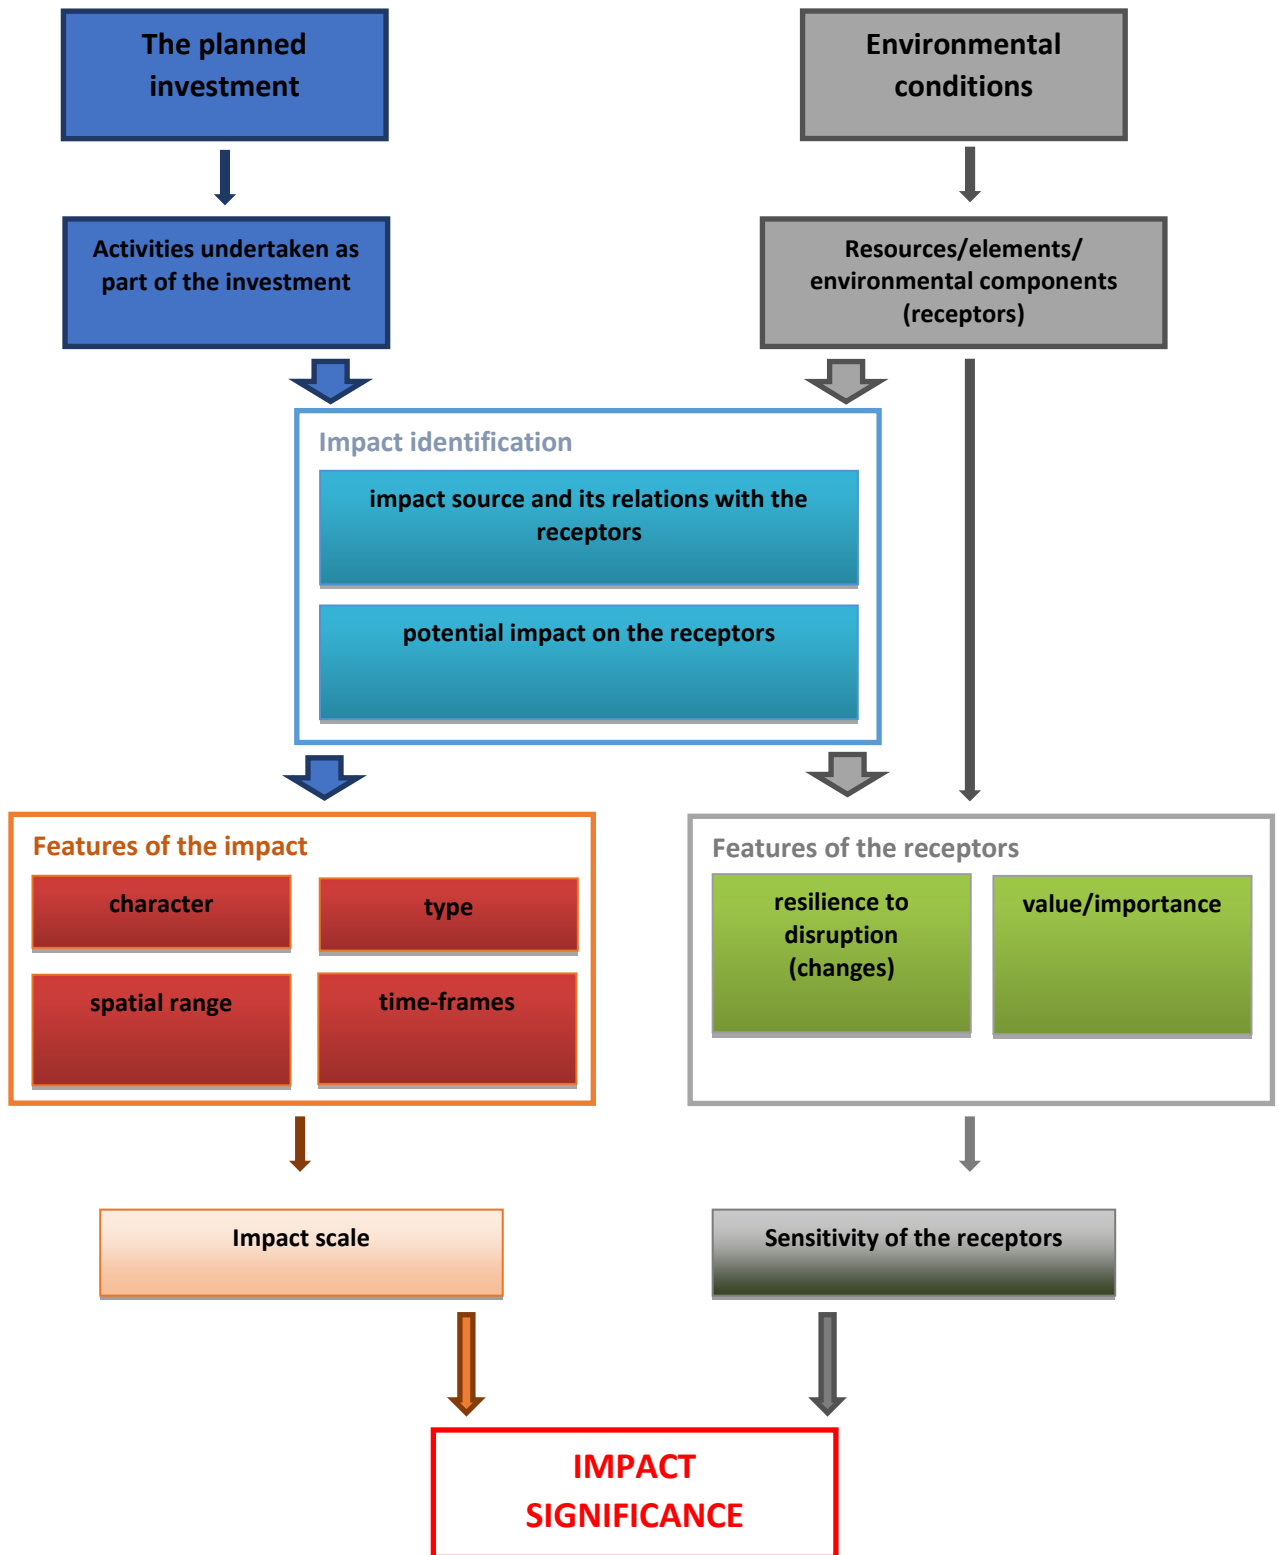 The planned
investment
Environmental
conditions
Activities undertaken as
part of the investment
Resources/elements/
environmental components
(receptors)
Impact identification
impact source and its relations with the
receptors
potential impact on the receptors
Features of the impact
character
type
spatial range
time-frames
Features of the receptors
resilience to
disruption
(changes)
value/importance
Impact scale
Sensitivity of the receptors
IMPACT
SIGNIFICANCE